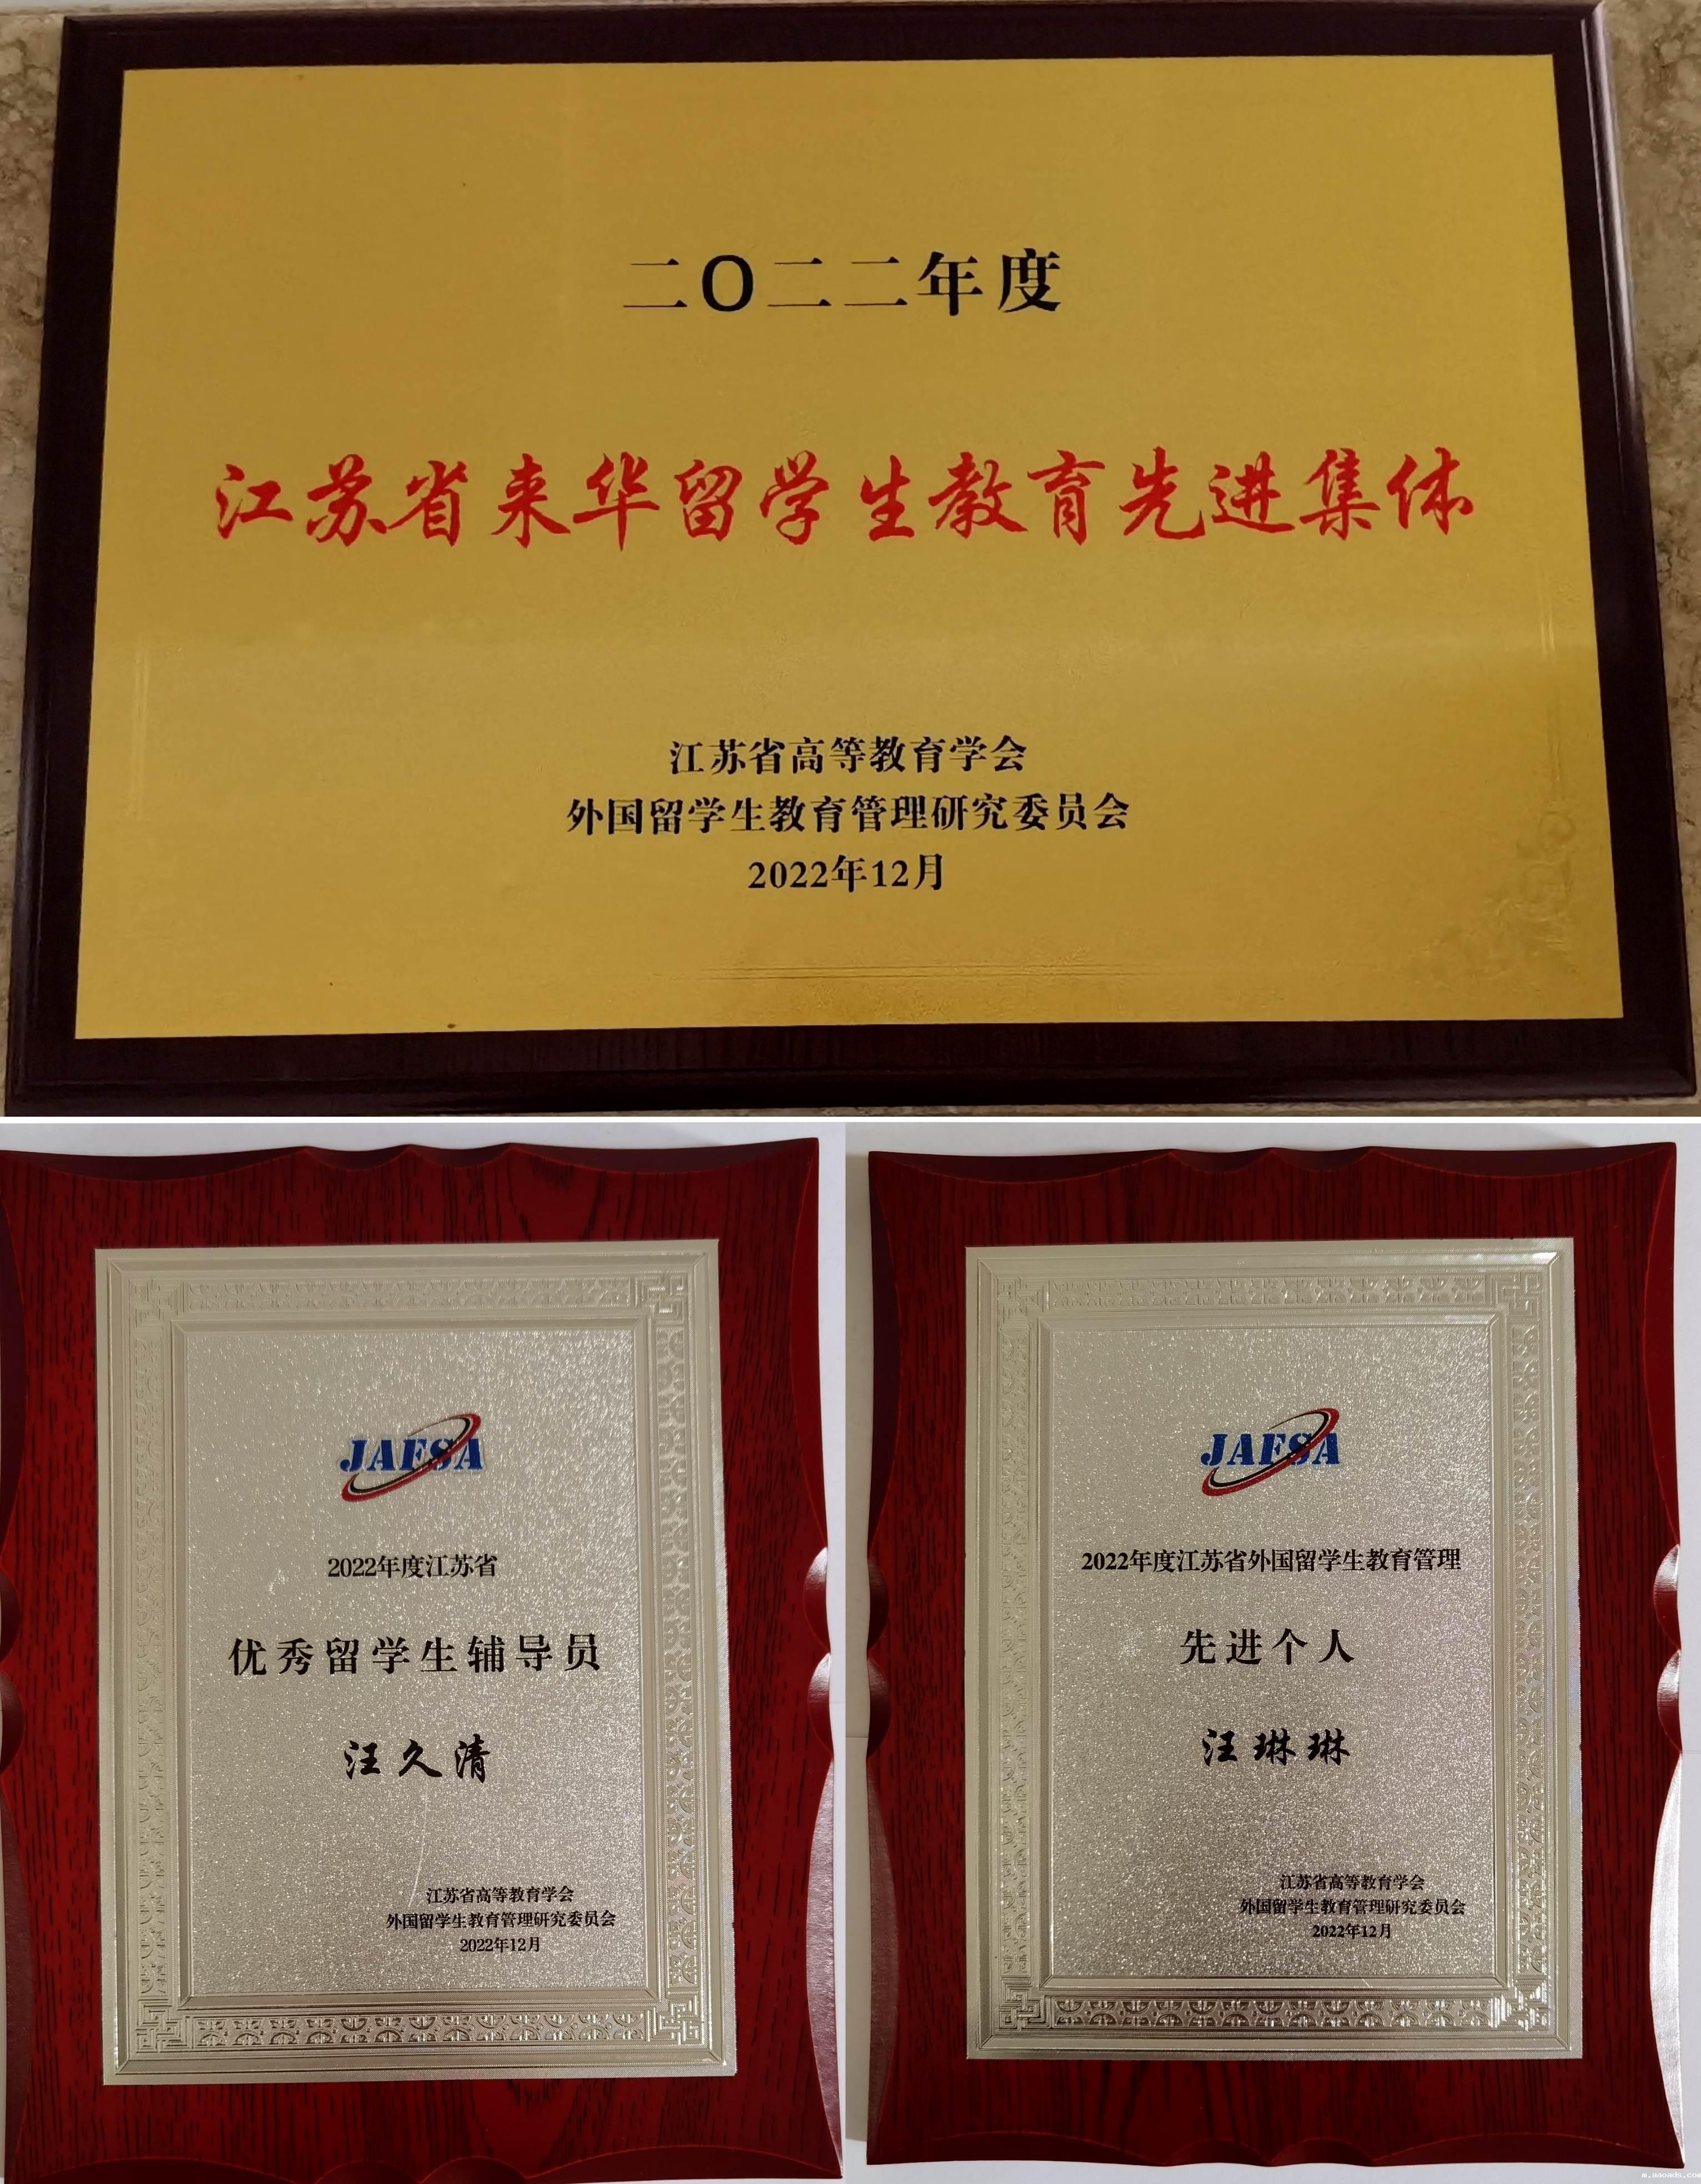 二〇二二年度
江苏省来华留学生教育先进集体
江苏省高等教育学会
外国留学生教育管理研究委员会
2022年12月
JAFSA
2022年度江苏省
优秀留学生辅导员
汪久清
江苏省高等教育学会
外国留学生教育管理研究委员会
2022年12月
JAFSA
2022年度江苏省外国留学生教育管理
先进个人
汪琳琳
江苏省高等教育学会
外国留学生教育管理研究委员会
2022年12月